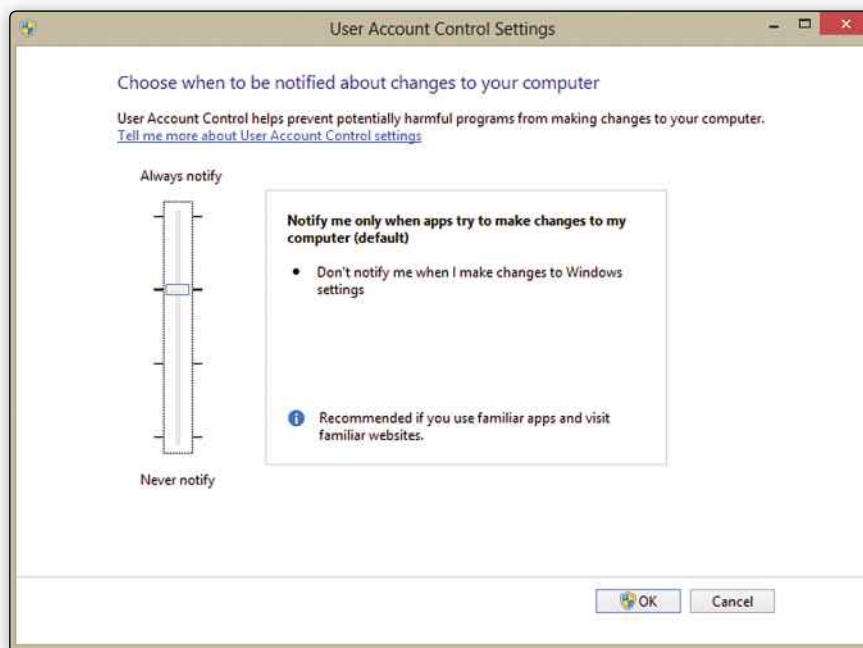 User Account Control Settings
Choose when to be notified about changes to your computer
User Account Control helps prevent potentially harmful programs from making changes to your computer.
Tell me more about User Account Control settings
Always notify
Notify me only when apps try to make changes to my
computer (default)
• Don't notify me when I make changes to Windows
settings
Recommended if you use familiar apps and visit
familiar websites.
Never notify
OK
Cancel